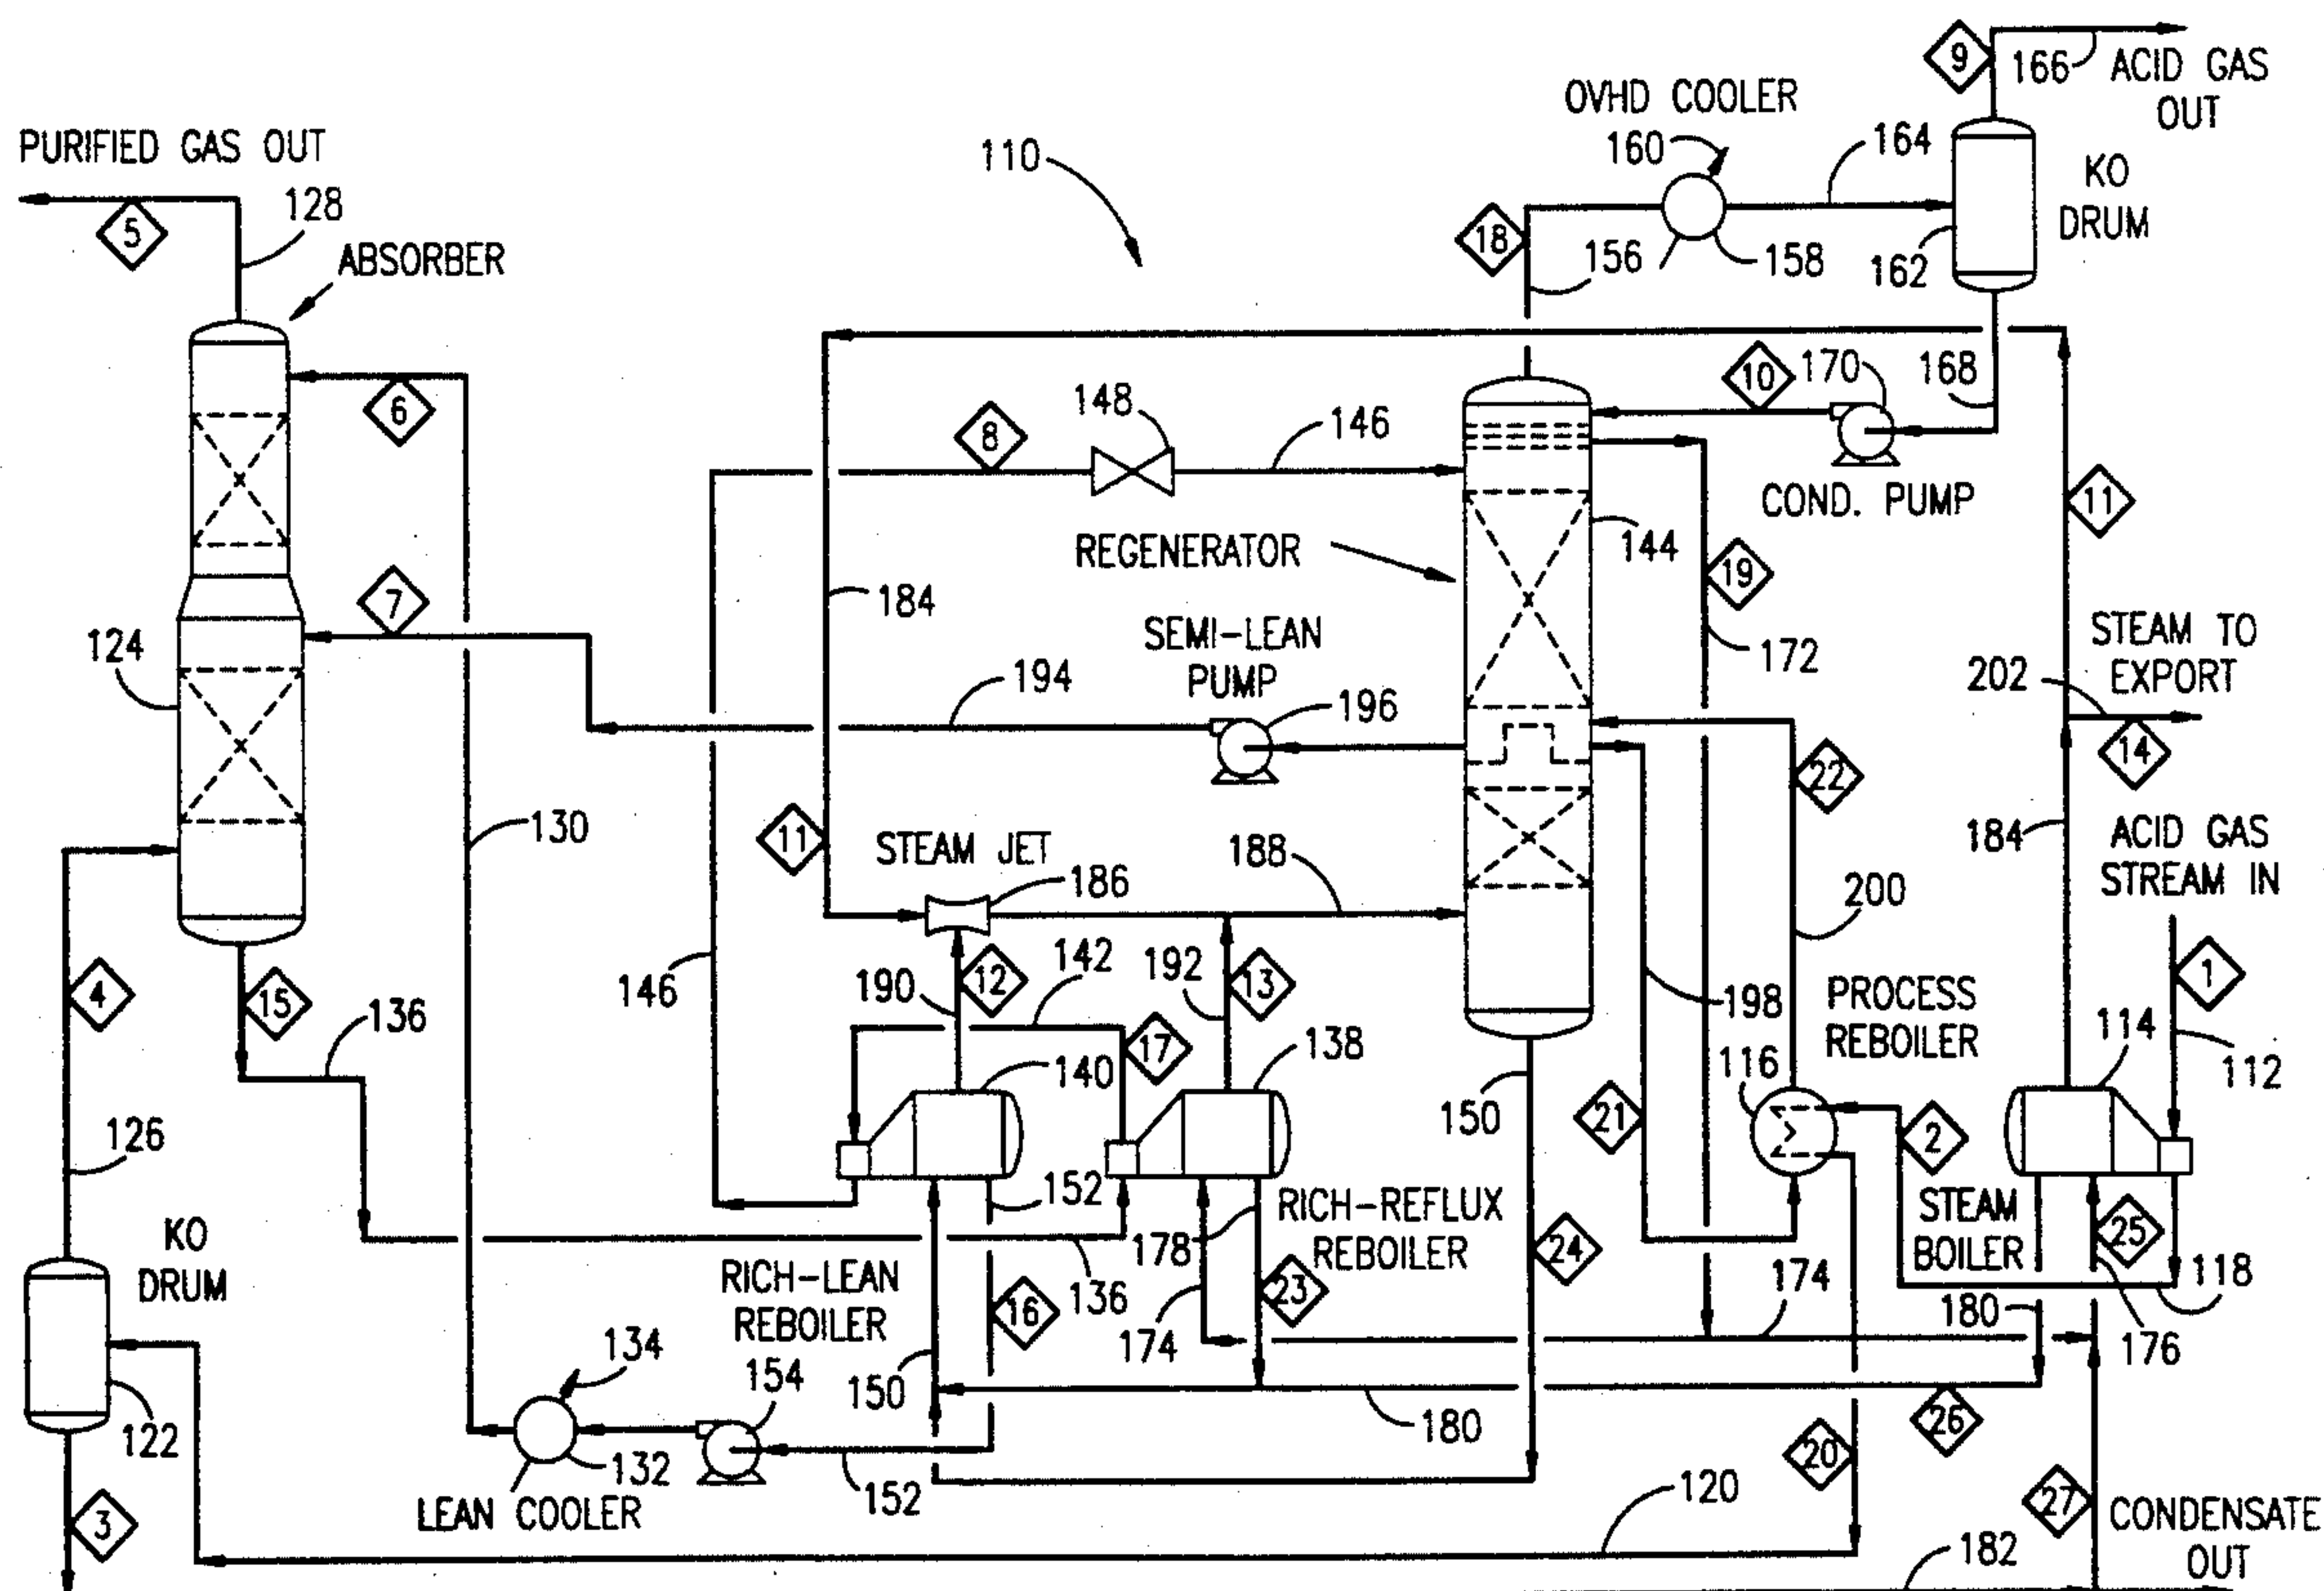 9
166
ACID GAS
OUT
OVHD COOLER
160
164
KO
DRUM
PURIFIED GAS OUT
110
128
5
18
156
158
162
ABSORBER
10
170
168
6
148
8
146
COND. PUMP
11
REGENERATOR
144
7
184
19
SEMI-LEAN
PUMP
STEAM TO
EXPORT
124
194
196
172
202
14
22
130
11
STEAM JET
188
184
ACID GAS
STREAM IN
186
200
4
15
136
146
190
12
142
192
13
198
PROCESS
REBOILER
1
17
138
116
114
112
140
150
21
2
126
152
KO
DRUM
RICH-LEAN
REBOILER
136
178
RICH-REFLUX
REBOILER
24
STEAM
BOILER
25
118
16
174
23
174
180
176
134
154
150
122
132
152
180
26
20
LEAN COOLER
3
120
27
CONDENSATE
OUT
182